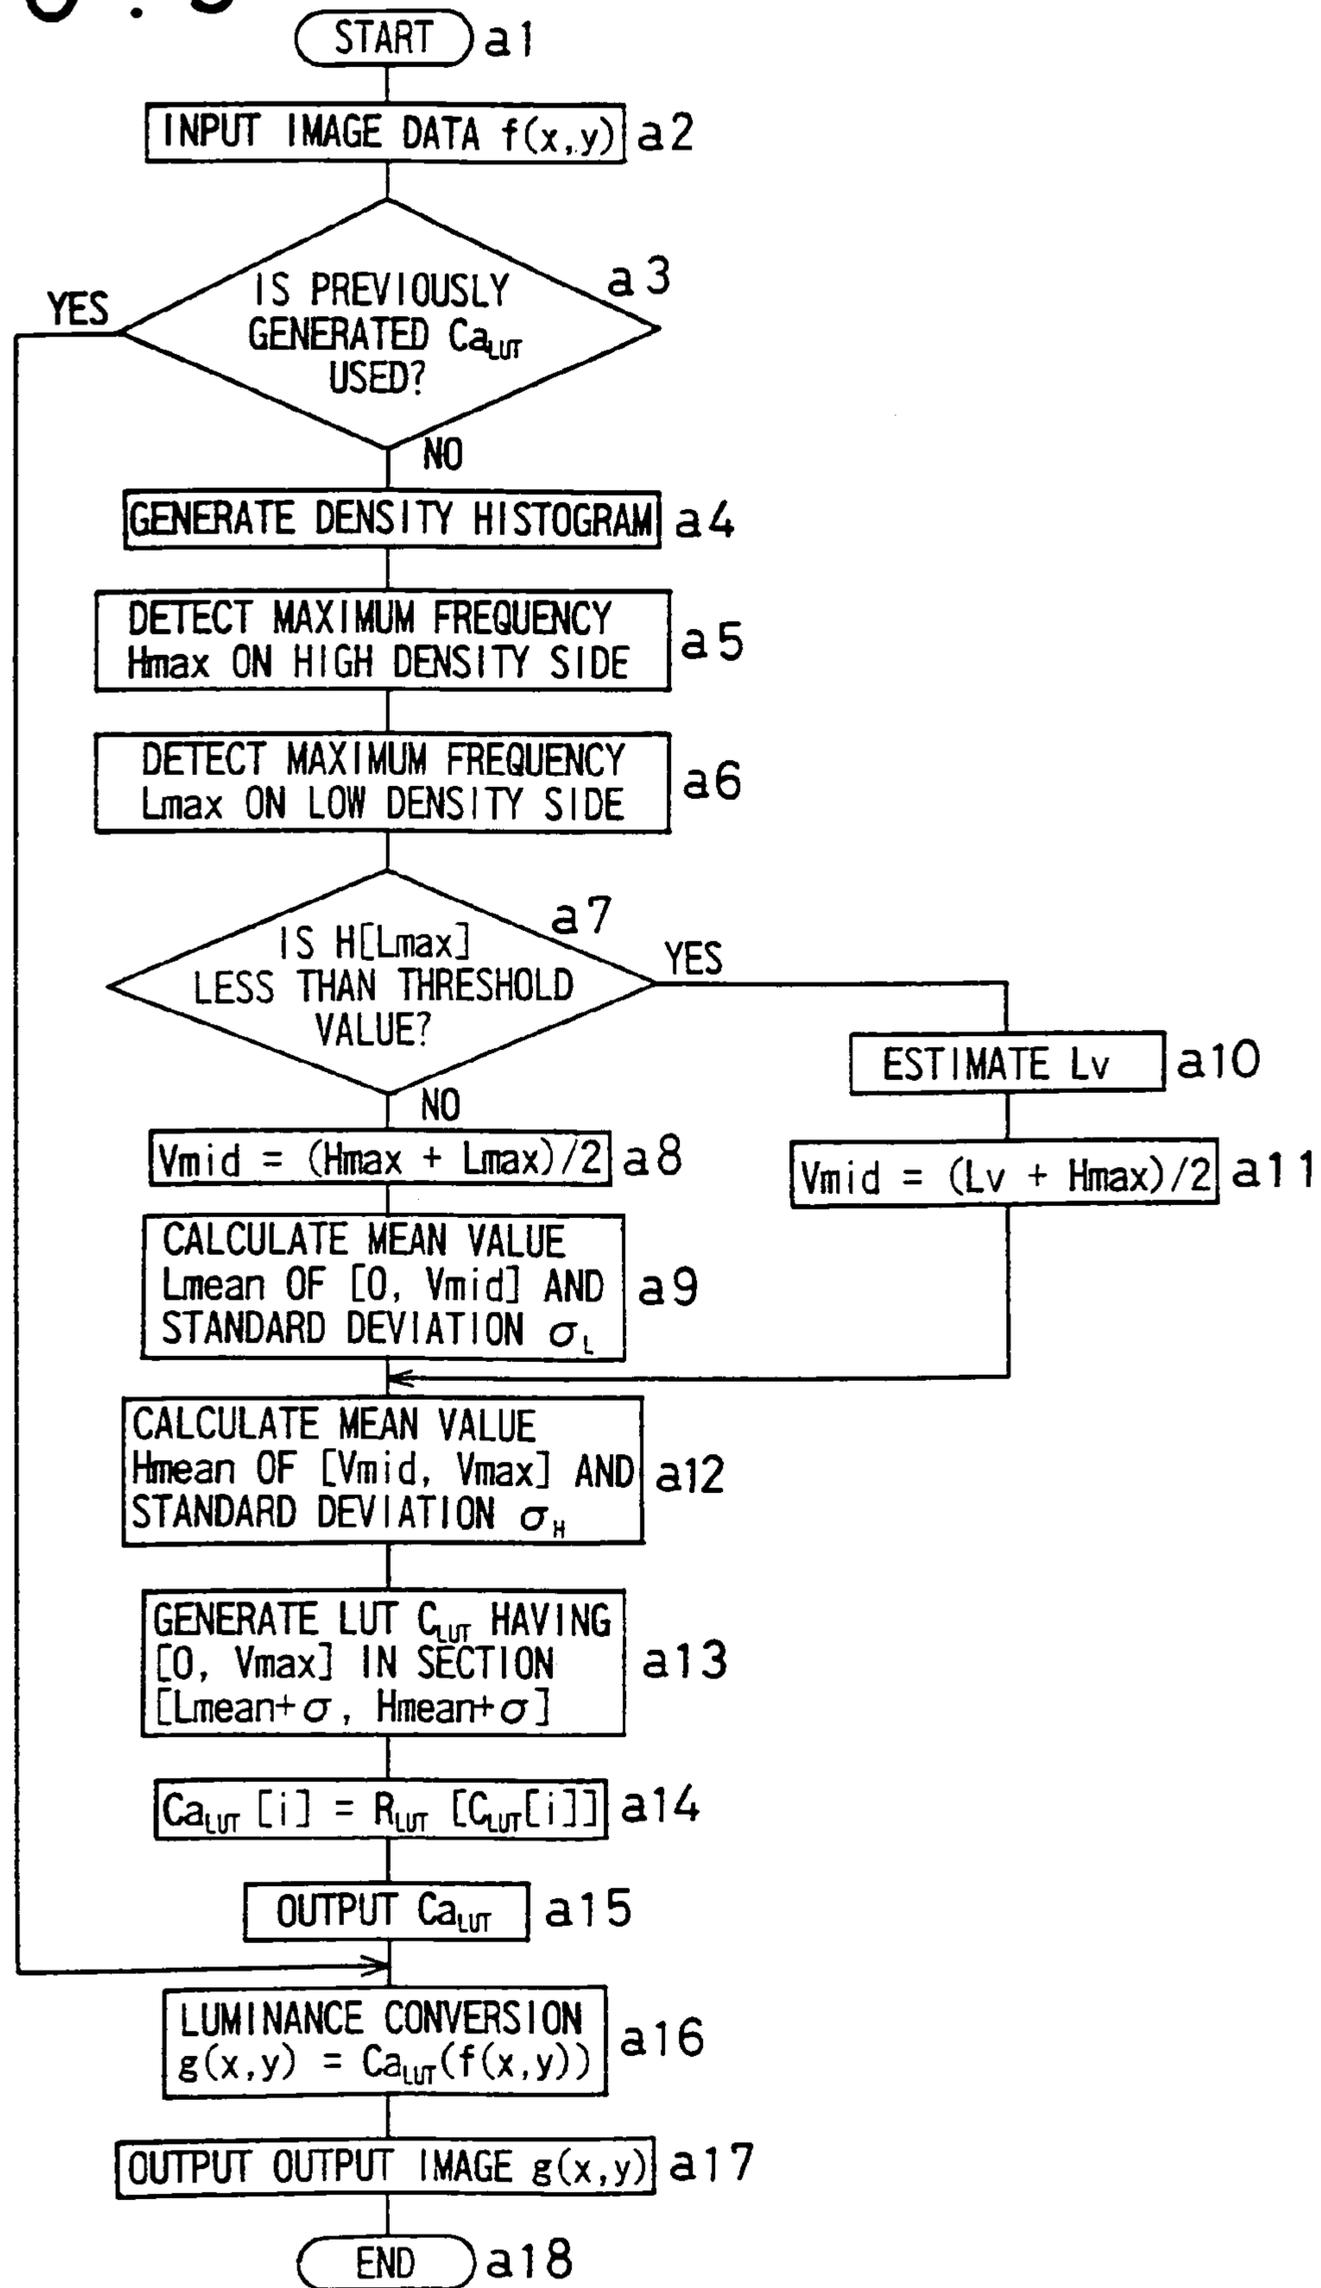 START a1
INPUT IMAGE DATA f(x,y) a2
a3
IS PREVIOUSLY
YES
GENERATED Ca_LUT
USED?
NO
GENERATE DENSITY HISTOGRAM a4
DETECT MAXIMUM FREQUENCY
Hmax ON HIGH DENSITY SIDE a5
DETECT MAXIMUM FREQUENCY
Lmax ON LOW DENSITY SIDE a6
a7
IS H[Lmax]
YES
LESS THAN THRESHOLD
VALUE?
ESTIMATE Lv a10
NO
Vmid = (Hmax + Lmax)/2 a8
Vmid = (Lv + Hmax)/2 a11
CALCULATE MEAN VALUE
Lmean OF [0, Vmid] AND a9
STANDARD DEVIATION σ_L
CALCULATE MEAN VALUE
Hmean OF [Vmid, Vmax] AND a12
STANDARD DEVIATION σ_H
GENERATE LUT C_LUT HAVING
[0, Vmax] IN SECTION a13
[Lmean+σ, Hmean+σ]
Ca_LUT [i] = R_LUT [C_LUT[i]] a14
OUTPUT Ca_LUT a15
LUMINANCE CONVERSION a16
g(x,y) = Ca_LUT(f(x,y))
OUTPUT OUTPUT IMAGE g(x,y) a17
END a18